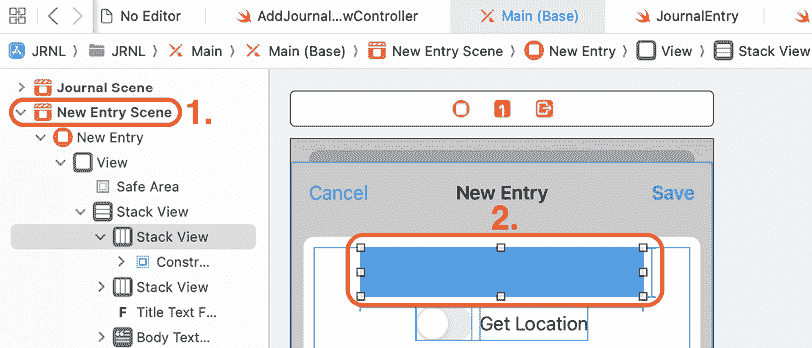 No Editor
AddJournal...wController
Main (Base)
JournalEntry
JRNL 〉 JRNL 〉 Main 〉 Main (Base) 〉 New Entry Scene 〉 New Entry 〉 View 〉 Stack View
Journal Scene
New Entry Scene 1.
New Entry
View
Safe Area
Stack View
Stack View
Constr...
Stack View
F Title Text F...
Body Text...
1
Cancel New Entry Save
2.
Get Location